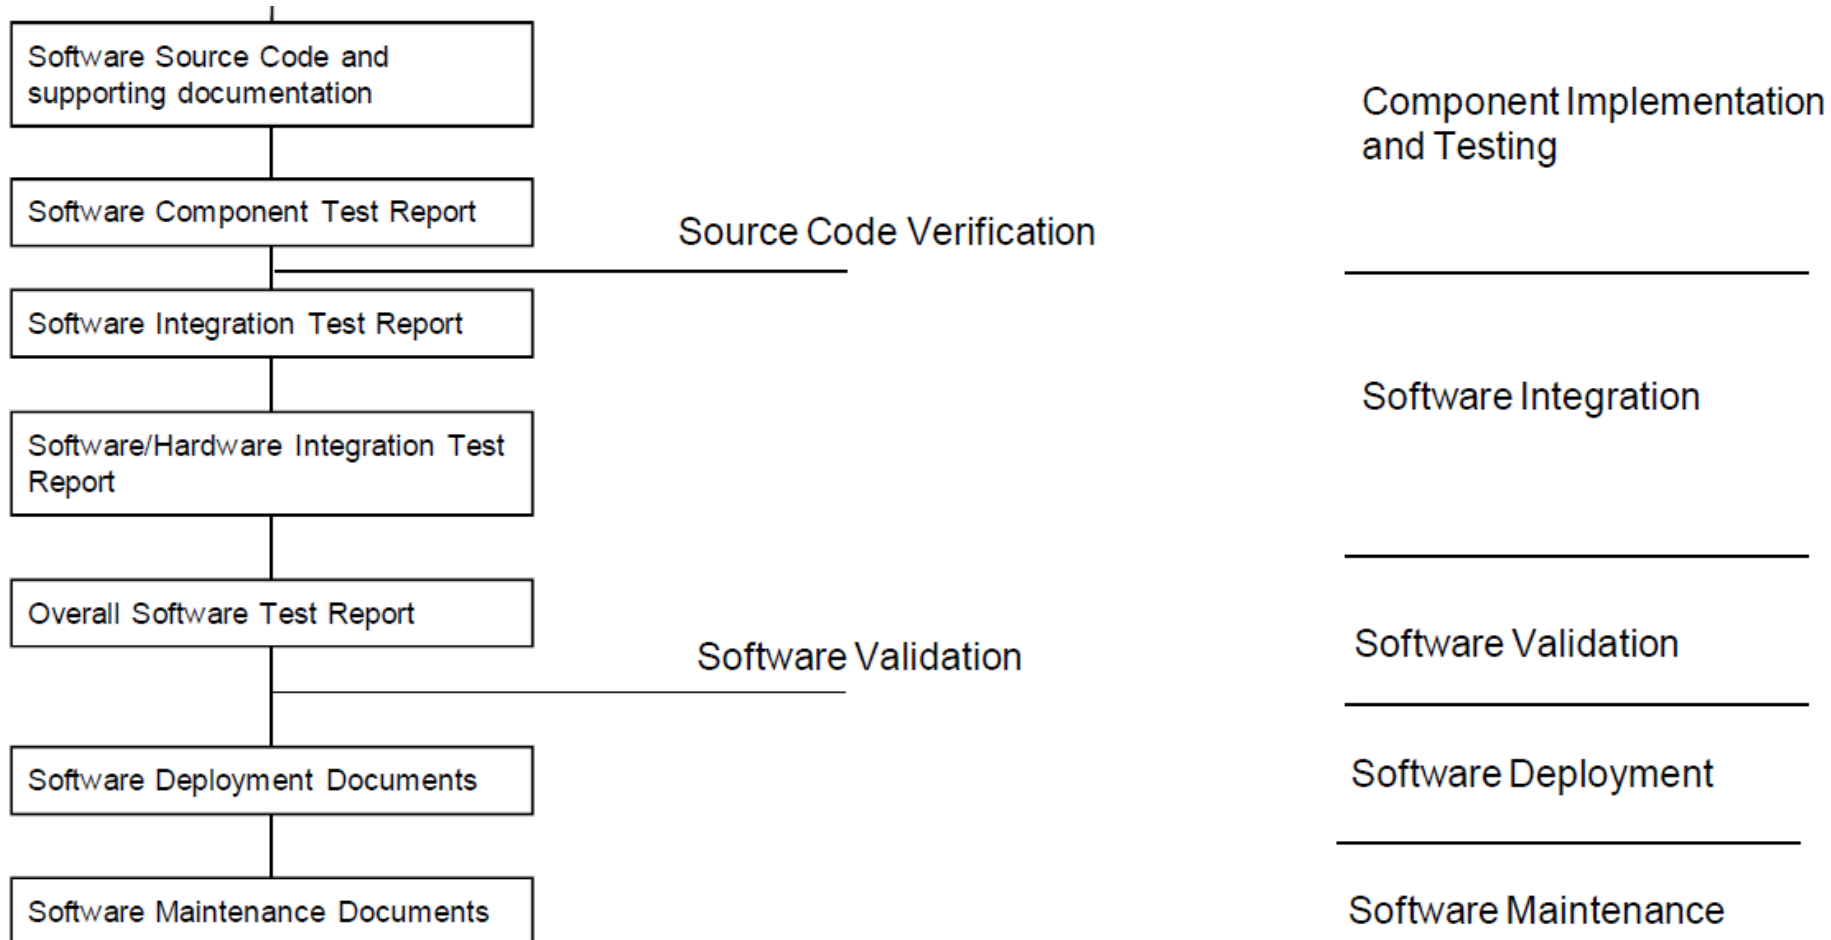 Software Source Code and
supporting documentation
Component Implementation
and Testing
Software Component Test Report
Source Code Verification
Software Integration Test Report
Software Integration
Software/Hardware Integration Test
Report
Overall Software Test Report
Software Validation
Software Validation
Software Deployment Documents
Software Deployment
Software Maintenance Documents
Software Maintenance